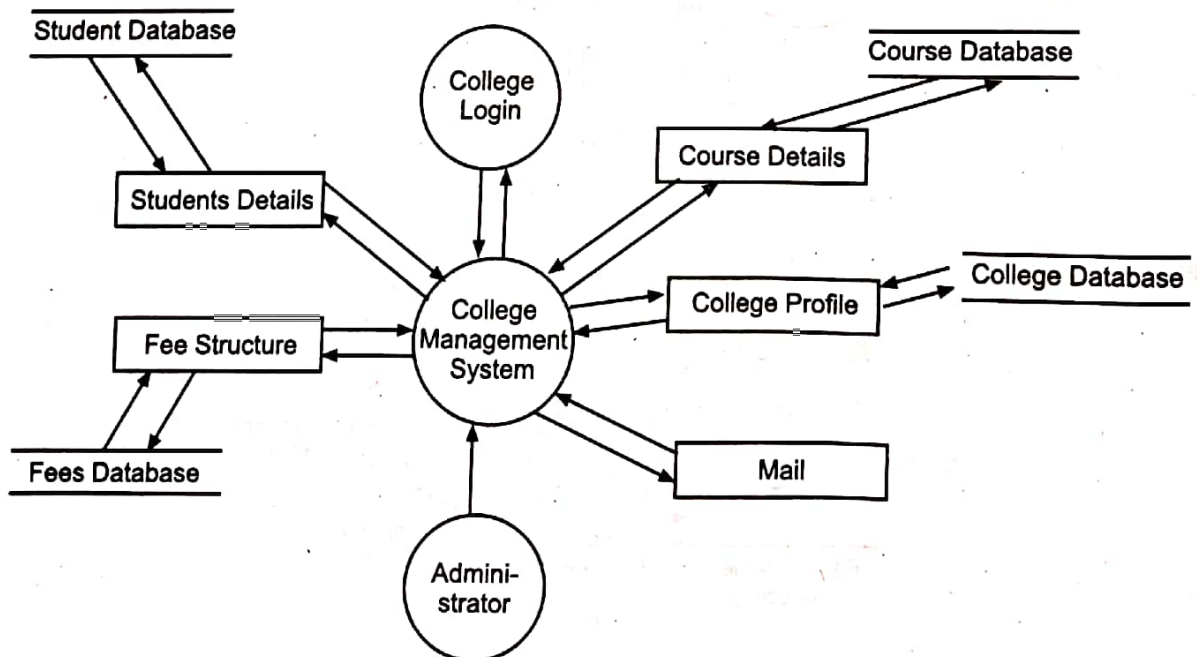 Student Database
College
Login
Course Database
Course Details
Students Details
College Database
College
Management
System
College Profile
Fee Structure
Fees Database
Mail
Admini-
strator